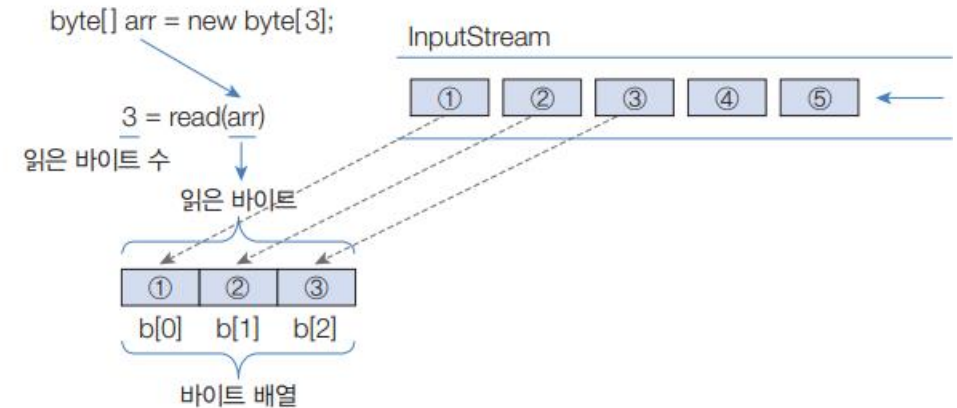 byte[] arr = new byte[3];
InputStream
① ② ③ ④ ⑤
3 = read(arr)
읽은 바이트 수
읽은 바이트
① ② ③
b[0] b[1] b[2]
바이트 배열